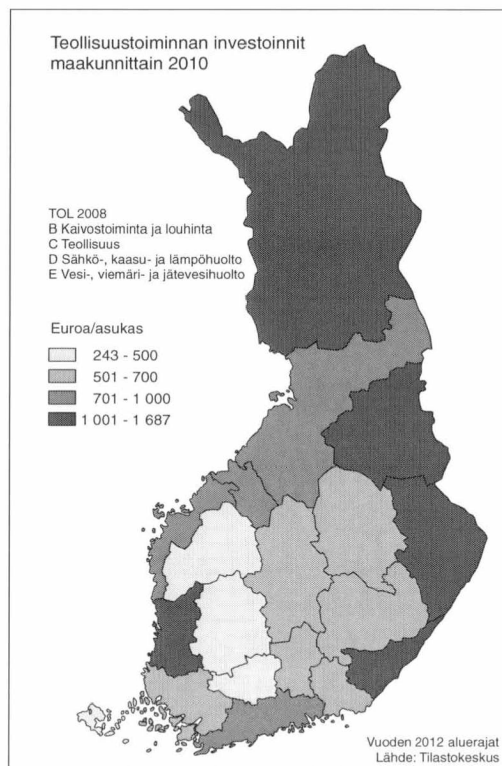 Teollisuustoiminnan investoinnit
maakunnittain 2010
TOL 2008
B Kaivostoiminta ja louhinta
C Teollisuus
D Sähkö-, kaasu- ja lämpöhuolto
E Vesi-, viemäri- ja jätevesihuolto
Euroa/asukas
243 - 500
501 - 700
701 - 1 000
1 001 - 1 687
Vuoden 2012 aluerajat
Lähde: Tilastokeskus